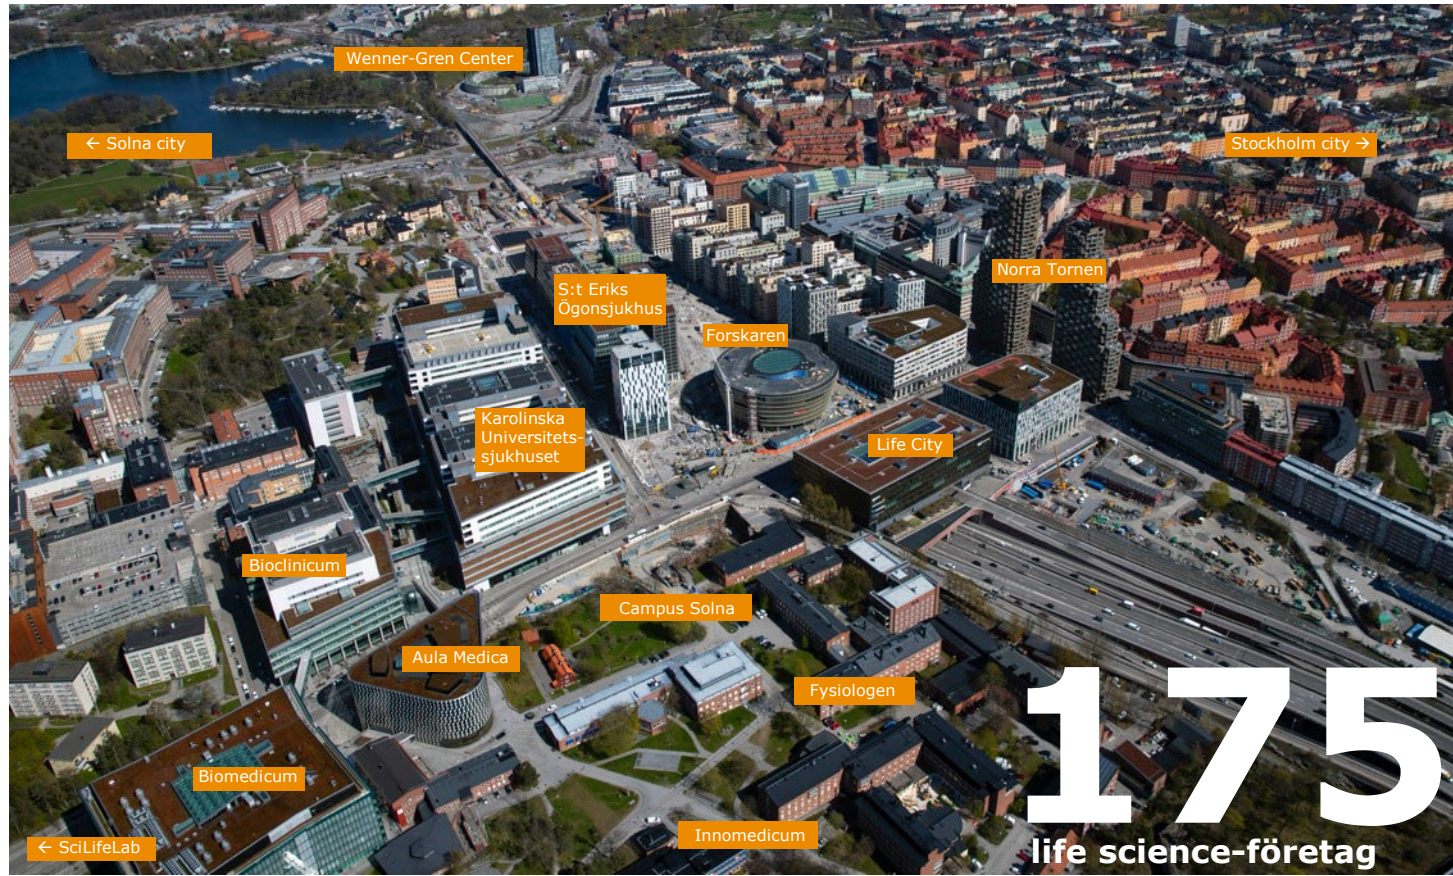 Wenner-Gren Center
← Solna city
Stockholm city →
Norra Tornen
S:t Eriks
Ögonsjukhus
Forskaren
Karolinska
Universitets-
sjukhuset
Life City
Bioclinicum
Campus Solna
Aula Medica
Fysiologen
Biomedicum
Innomedicum
← SciLifeLab
175
life science-företag